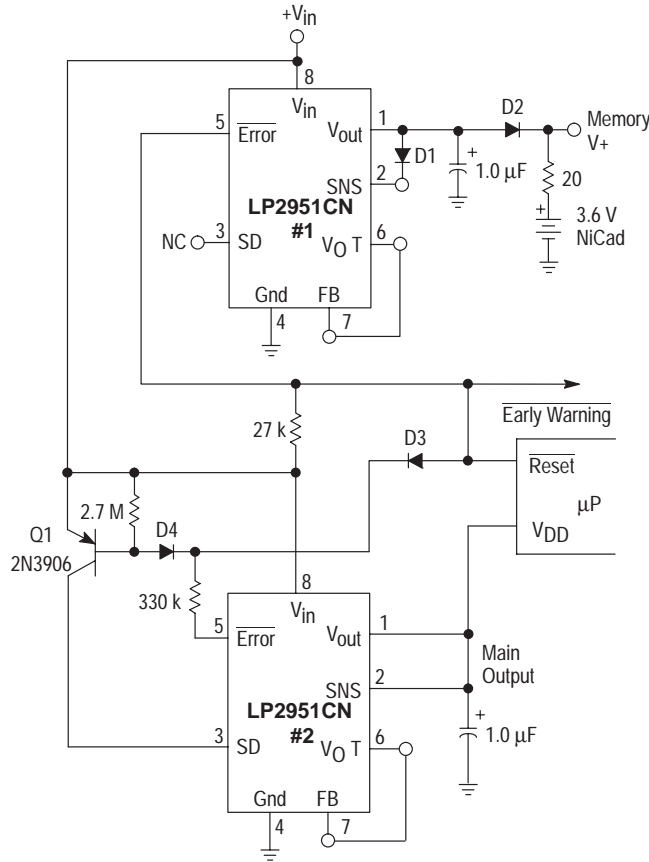 +Vin
8
Vin
5
Error
Vout
1
D2
Memory
V+
D1
2
SNS
+
1.0 µF
20
LP2951CN
#1
NC
3
SD
VO T
6
+
3.6 V
NiCad
Gnd
FB
4
7
27 k
Early Warning
D3
Reset
µP
VDD
2.7 M
D4
Q1
2N3906
330 k
8
Vin
5
Error
Vout
1
Main
Output
SNS
2
LP2951CN
#2
+
1.0 µF
3
SD
VO T
6
Gnd
FB
4
7